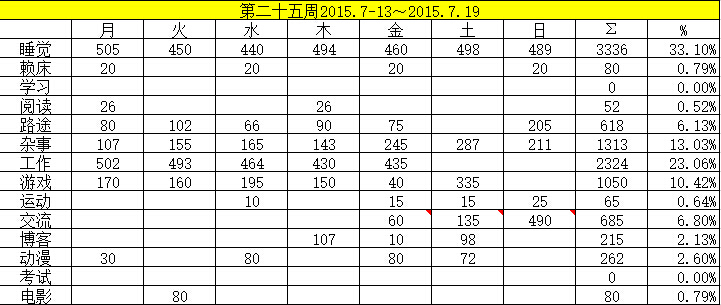 第二十五周2015.7-13～2015.7.19
月 火 水 木 金 土 日 Σ %
睡觉 505 450 440 494 460 498 489 3336 33.10%
赖床 20 20 20 20 80 0.79%
学习 0 0.00%
阅读 26 26 52 0.52%
路途 80 102 66 90 75 205 618 6.13%
杂事 107 155 165 143 245 287 211 1313 13.03%
工作 502 493 464 430 435 2324 23.06%
游戏 170 160 195 150 40 335 1050 10.42%
运动 10 15 15 25 65 0.64%
交流 60 135 490 685 6.80%
博客 107 10 98 215 2.13%
动漫 30 80 80 72 262 2.60%
考试 0 0.00%
电影 80 80 0.79%